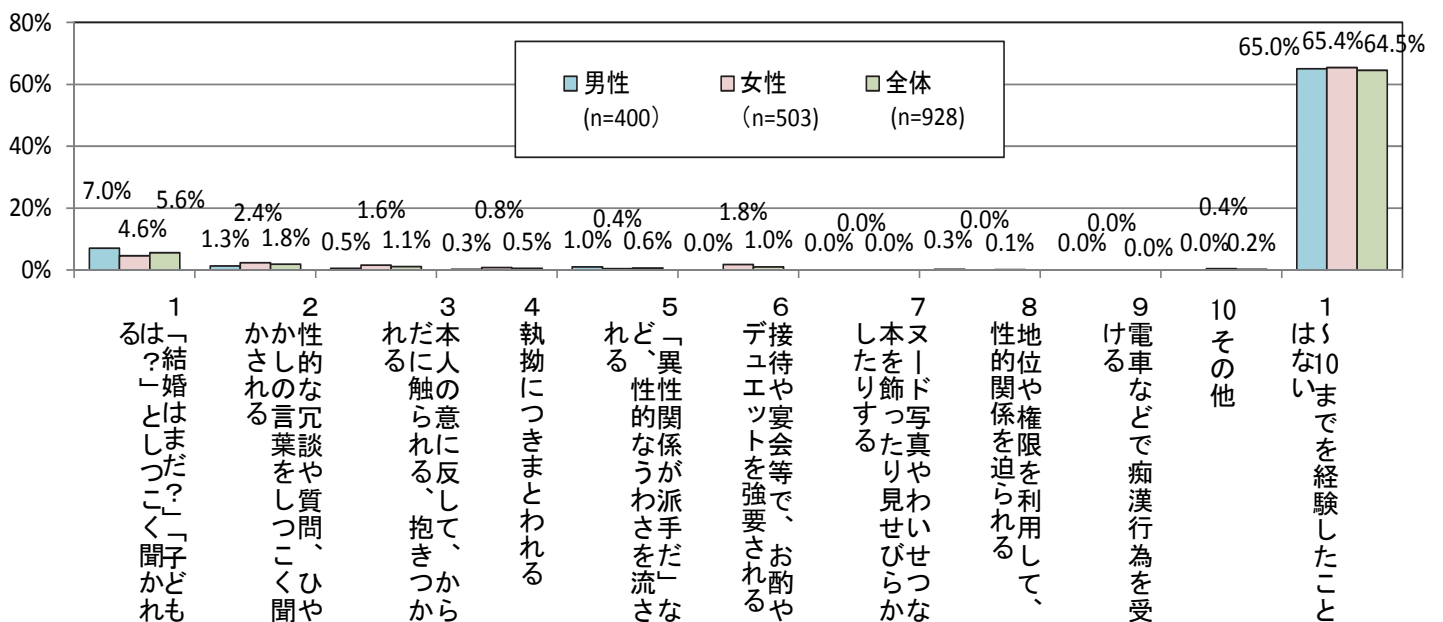 80%
60%
40%
20%
0%
男性
(n=400)
女性
(n=503)
全体
(n=928)
7.0%
4.6%
5.6%
1.3%
2.4%
1.8%
0.5%
1.6%
1.1%
0.3%
0.8%
0.5%
1.0%
0.4%
0.6%
0.0%
1.8%
1.0%
0.0%
0.0%
0.0%
0.3%
0.0%
0.1%
0.0%
0.0%
0.0%
0.0%
0.4%
0.2%
65.0%
65.4%
64.5%
1「結婚はまだ?」「子ども
は?」としつこく聞かれ
る
2性的な冗談や質問、ひや
かしの言葉をしつこく聞
かされる
3本人の意に反して、から
だに触られる、抱きつか
れる
4執拗につきまとわれる
5「異性関係が派手だ」な
ど、性的なうわさを流さ
れる
6接待や宴会等で、お酌や
デュエットを強要される
7ヌード写真やわいせつな
本を飾ったり見せびらか
したりする
8地位や権限を利用して、
性的関係を迫られる
9電車などで痴漢行為を受
ける
10その他
1~10までを経験したこと
はない